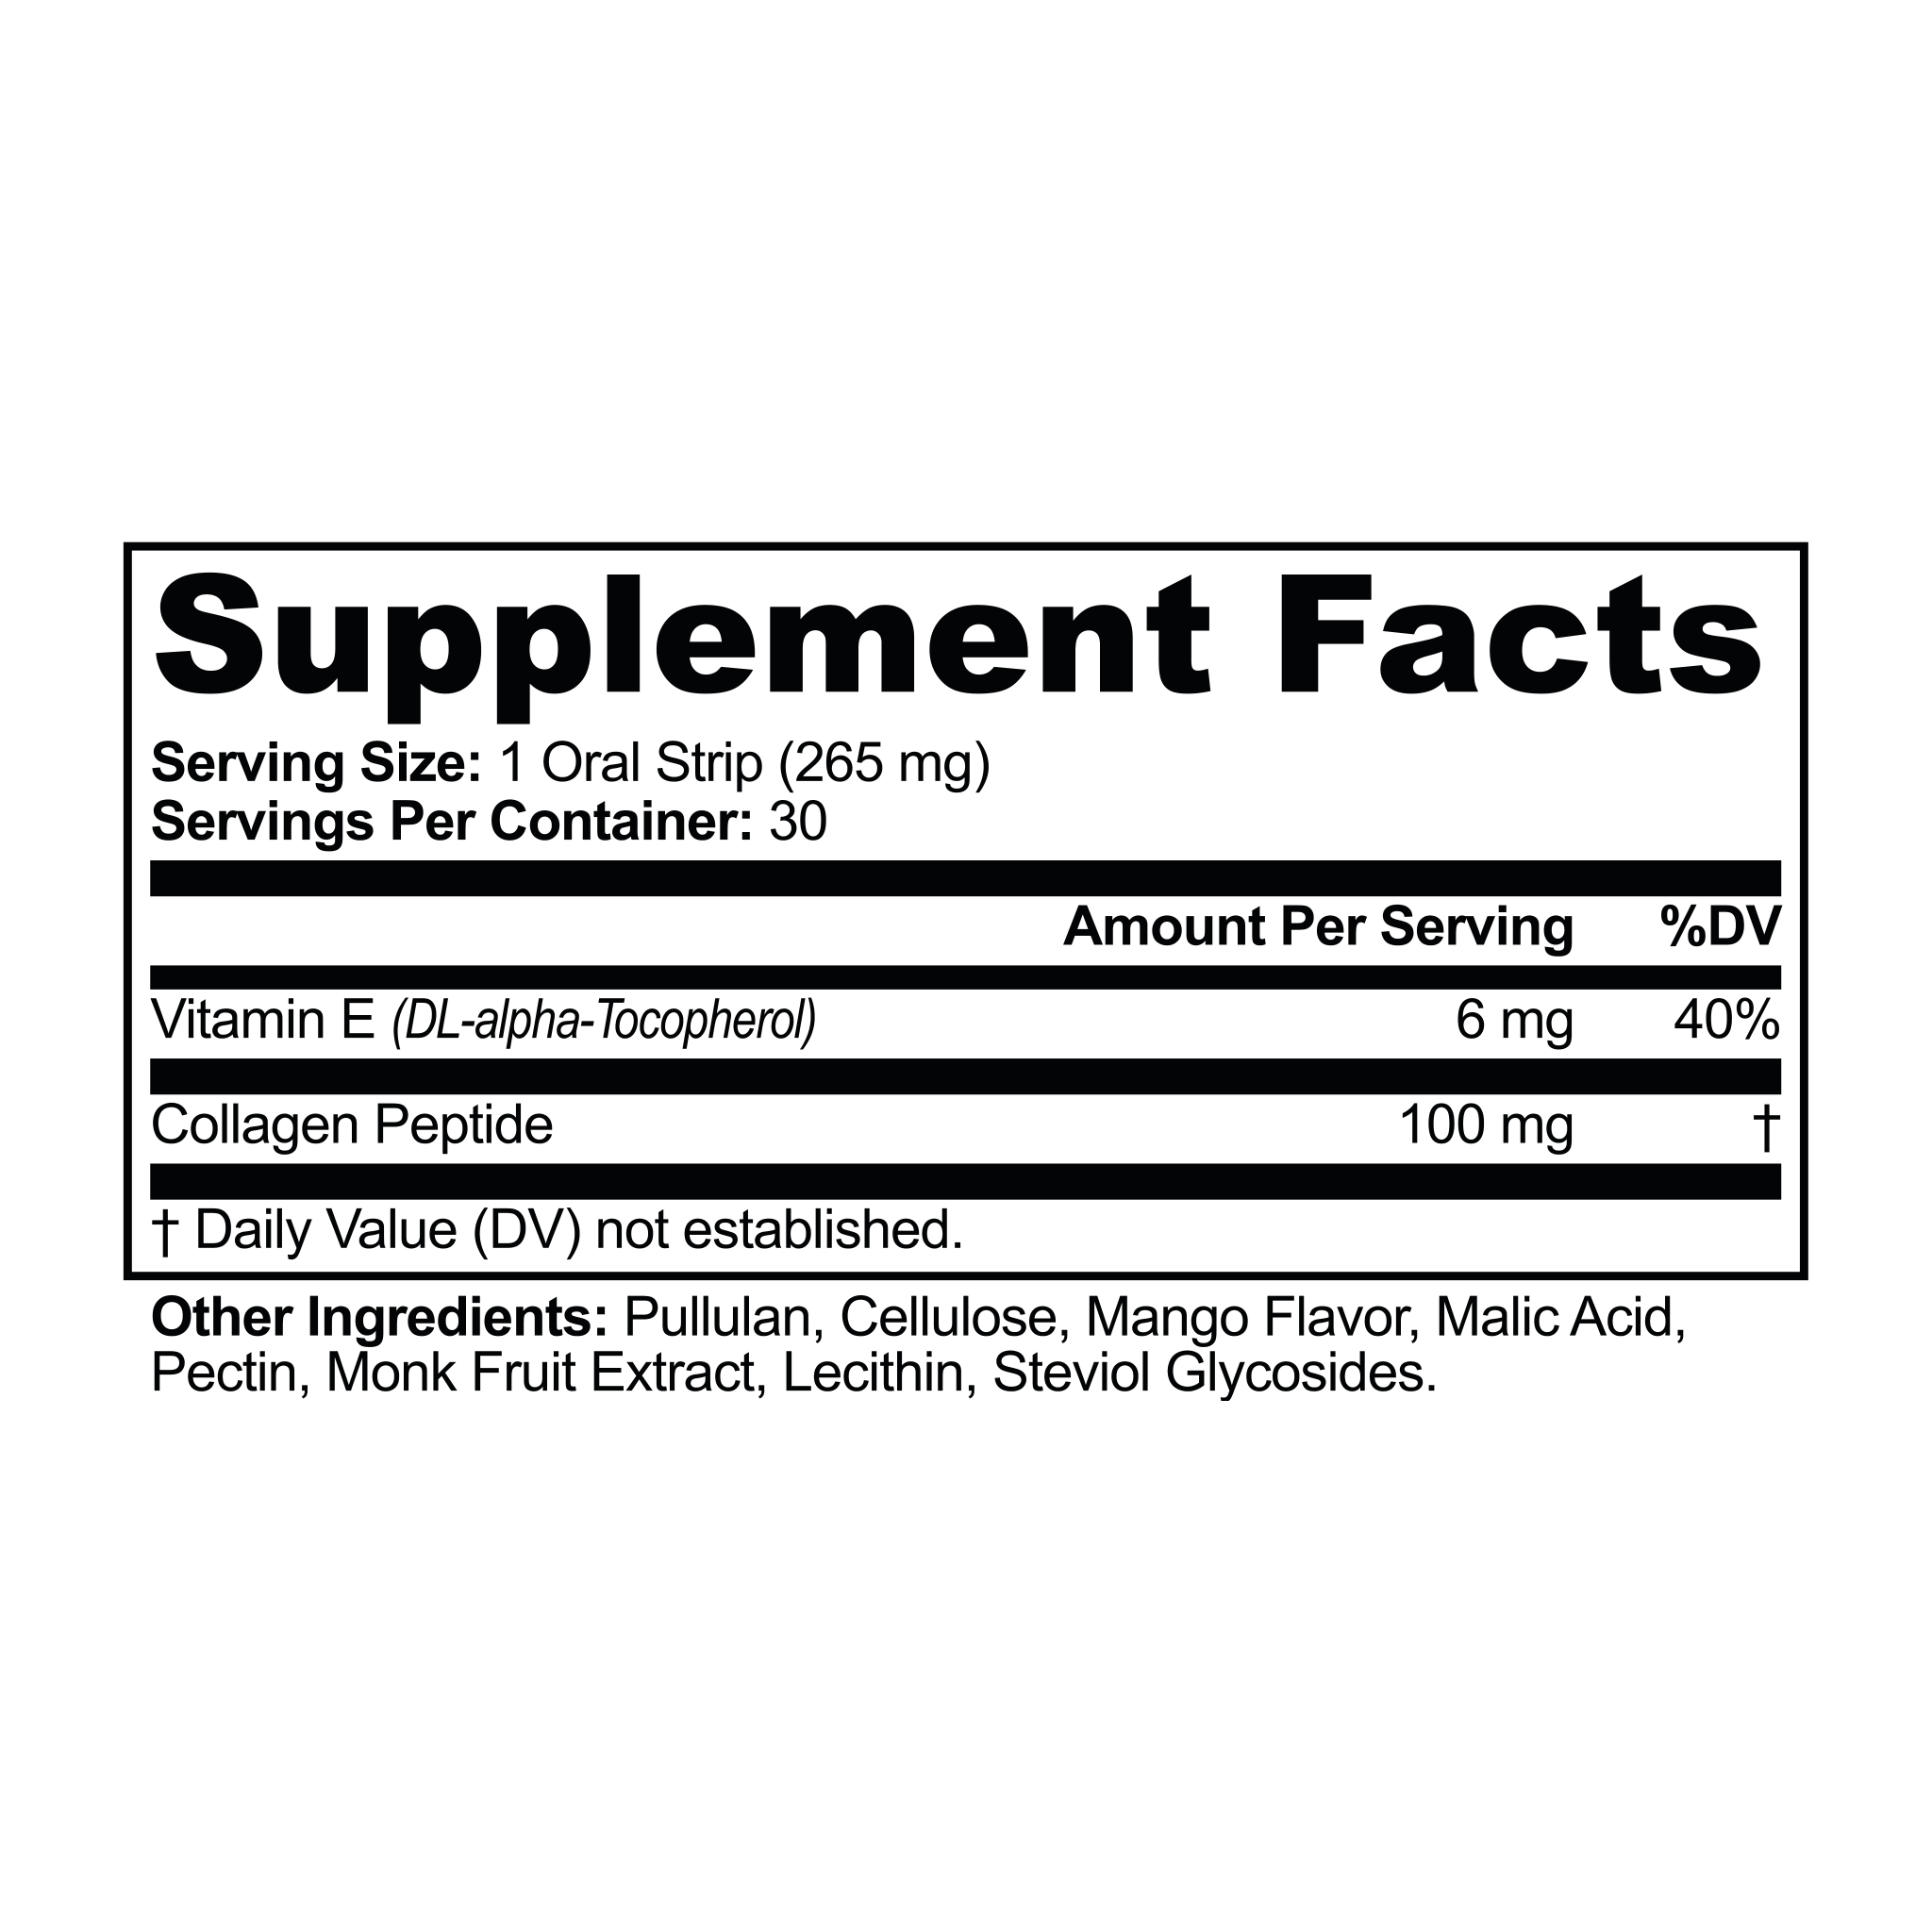 Supplement Facts
Serving Size: 1 Oral Strip (265 mg)
Servings Per Container: 30
Amount Per Serving %DV
Vitamin E (DL-alpha-Tocopherol) 6 mg 40%
Collagen Peptide 100 mg †
† Daily Value (DV) not established.
Other Ingredients: Pullulan, Cellulose, Mango Flavor, Malic Acid,
Pectin, Monk Fruit Extract, Lecithin, Steviol Glycosides.